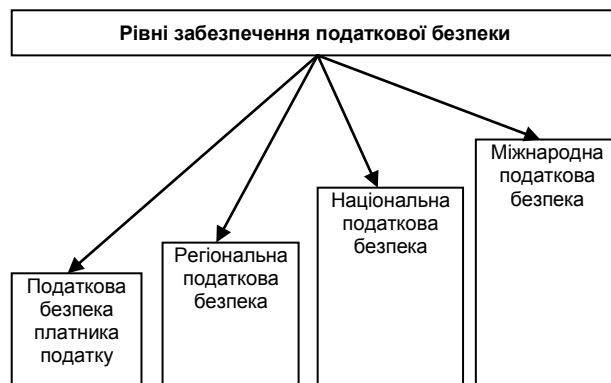 Рівні забезпечення податкової безпеки
Податкова
безпека
платника
податку
Регіональна
податкова
безпека
Національна
податкова
безпека
Міжнародна
податкова
безпека